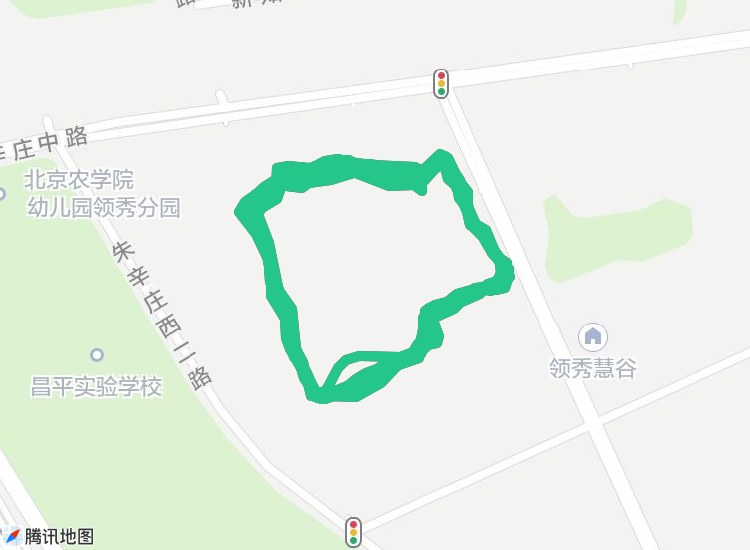 辛庄中路
北京农学院
幼儿园领秀分园
朱辛庄西二路
昌平实验学校
领秀慧谷
腾讯地图